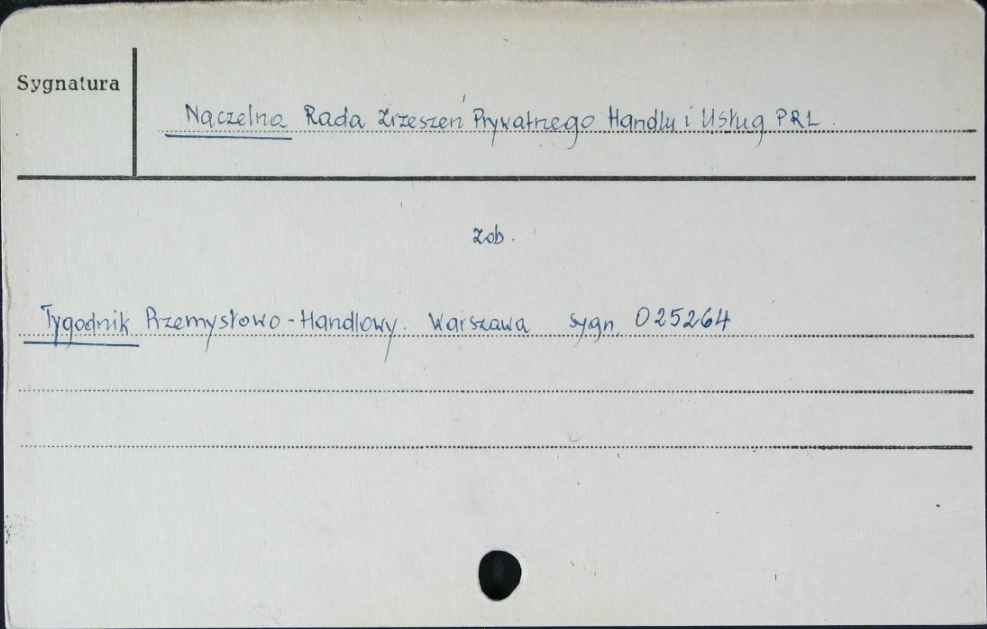 Sygnatura
Naczelna Rada Zrzeszeń Prywatnego Handlu i Usług PRL
zob.
Tygodnik Przemysłowo-Handlowy. Warszawa sygn. 025264